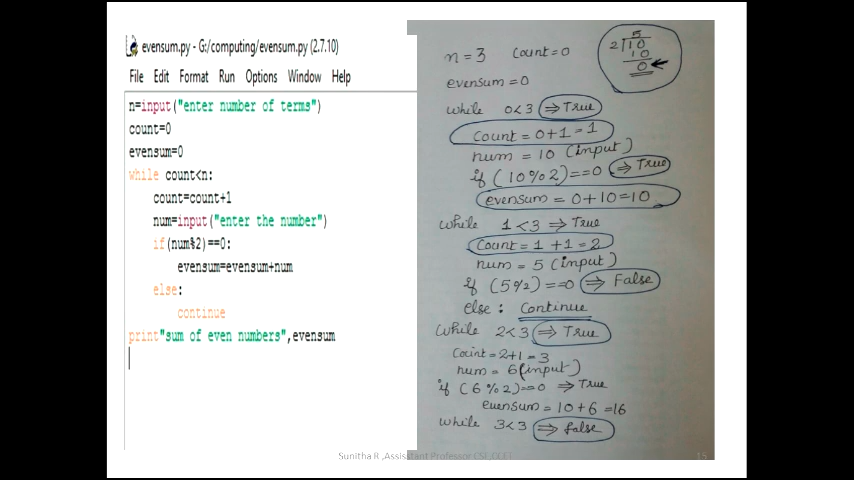 evensum.py - G:/computing/evensum.py (2.7.10)
File Edit Format Run Options Window Help
n=input("enter number of terms")
count=0
evensum=0
while count<n:
count=count+1
num=input("enter the number")
if(num%2)==0:
evensum=evensum+num
else:
continue
print"sum of even numbers",evensum
n=3 count=0
5
2 10
10
0
evensum=0
while 0<3 ⇒ True
count = 0+1=1
num = 10 (input)
if (10%2)==0 ⇒ True
evensum = 0+10=10
while 1<3 ⇒ True
count = 1+1=2
num = 5 (input)
if (5%2)==0 ⇒ False
else: Continue
while 2<3 ⇒ True
count=2+1=3
num = 6(input)
if (6%2)==0 ⇒ True
evensum = 10+6=16
while 3<3 ⇒ false
Sunitha R ,Assisstant Professor CSE,DCET
15